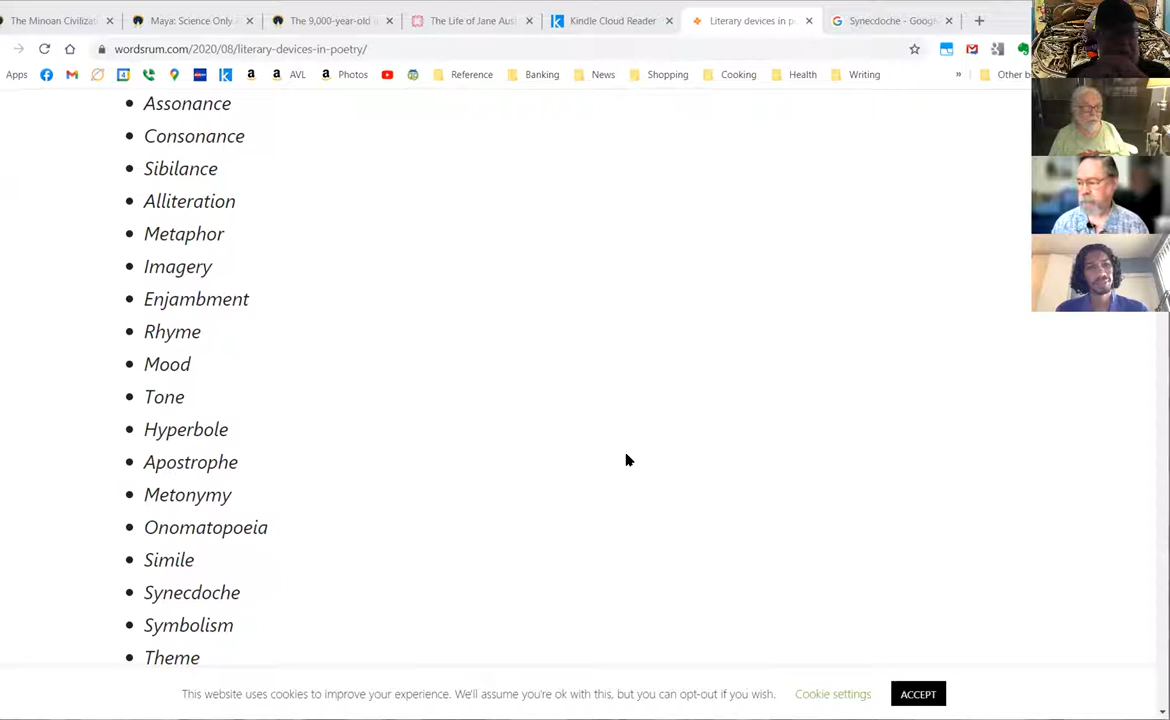 The Minoan Civiliza
Maya: Science Only
The 9,000-year-old
The Life of Jane Aus
Kindle Cloud Reader
Literary devices in p
Synecdoche - Goog
wordsrum.com/2020/08/literary-devices-in-poetry/
Apps
AVL
Photos
Reference
Banking
News
Shopping
Cooking
Health
Writing
»
Other b
Assonance
Consonance
Sibilance
Alliteration
Metaphor
Imagery
Enjambment
Rhyme
Mood
Tone
Hyperbole
Apostrophe
Metonymy
Onomatopoeia
Simile
Synecdoche
Symbolism
Theme
This website uses cookies to improve your experience. We'll assume you're ok with this, but you can opt-out if you wish.
Cookie settings
ACCEPT